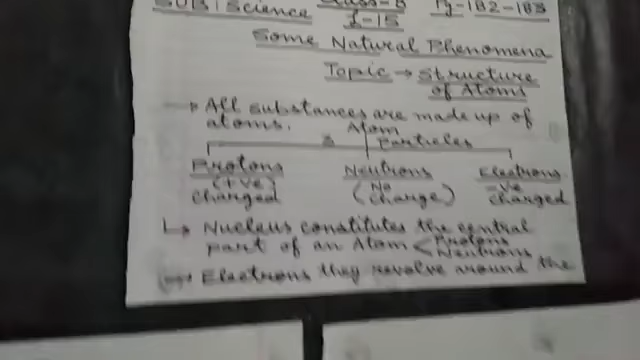 SUB: Science Class-8 Pg-182-183
L-15
Some Natural Phenomena
Topic → Structure
of Atoms
→ All substances are made up of
atoms.
Atom
Particles
Protons Neutrons Electrons
(+ve) (No -ve
charged charge) charged
↳ Nucleus constitutes the central
part of an Atom < Protons
Neutrons
→ Electrons they revolve around the